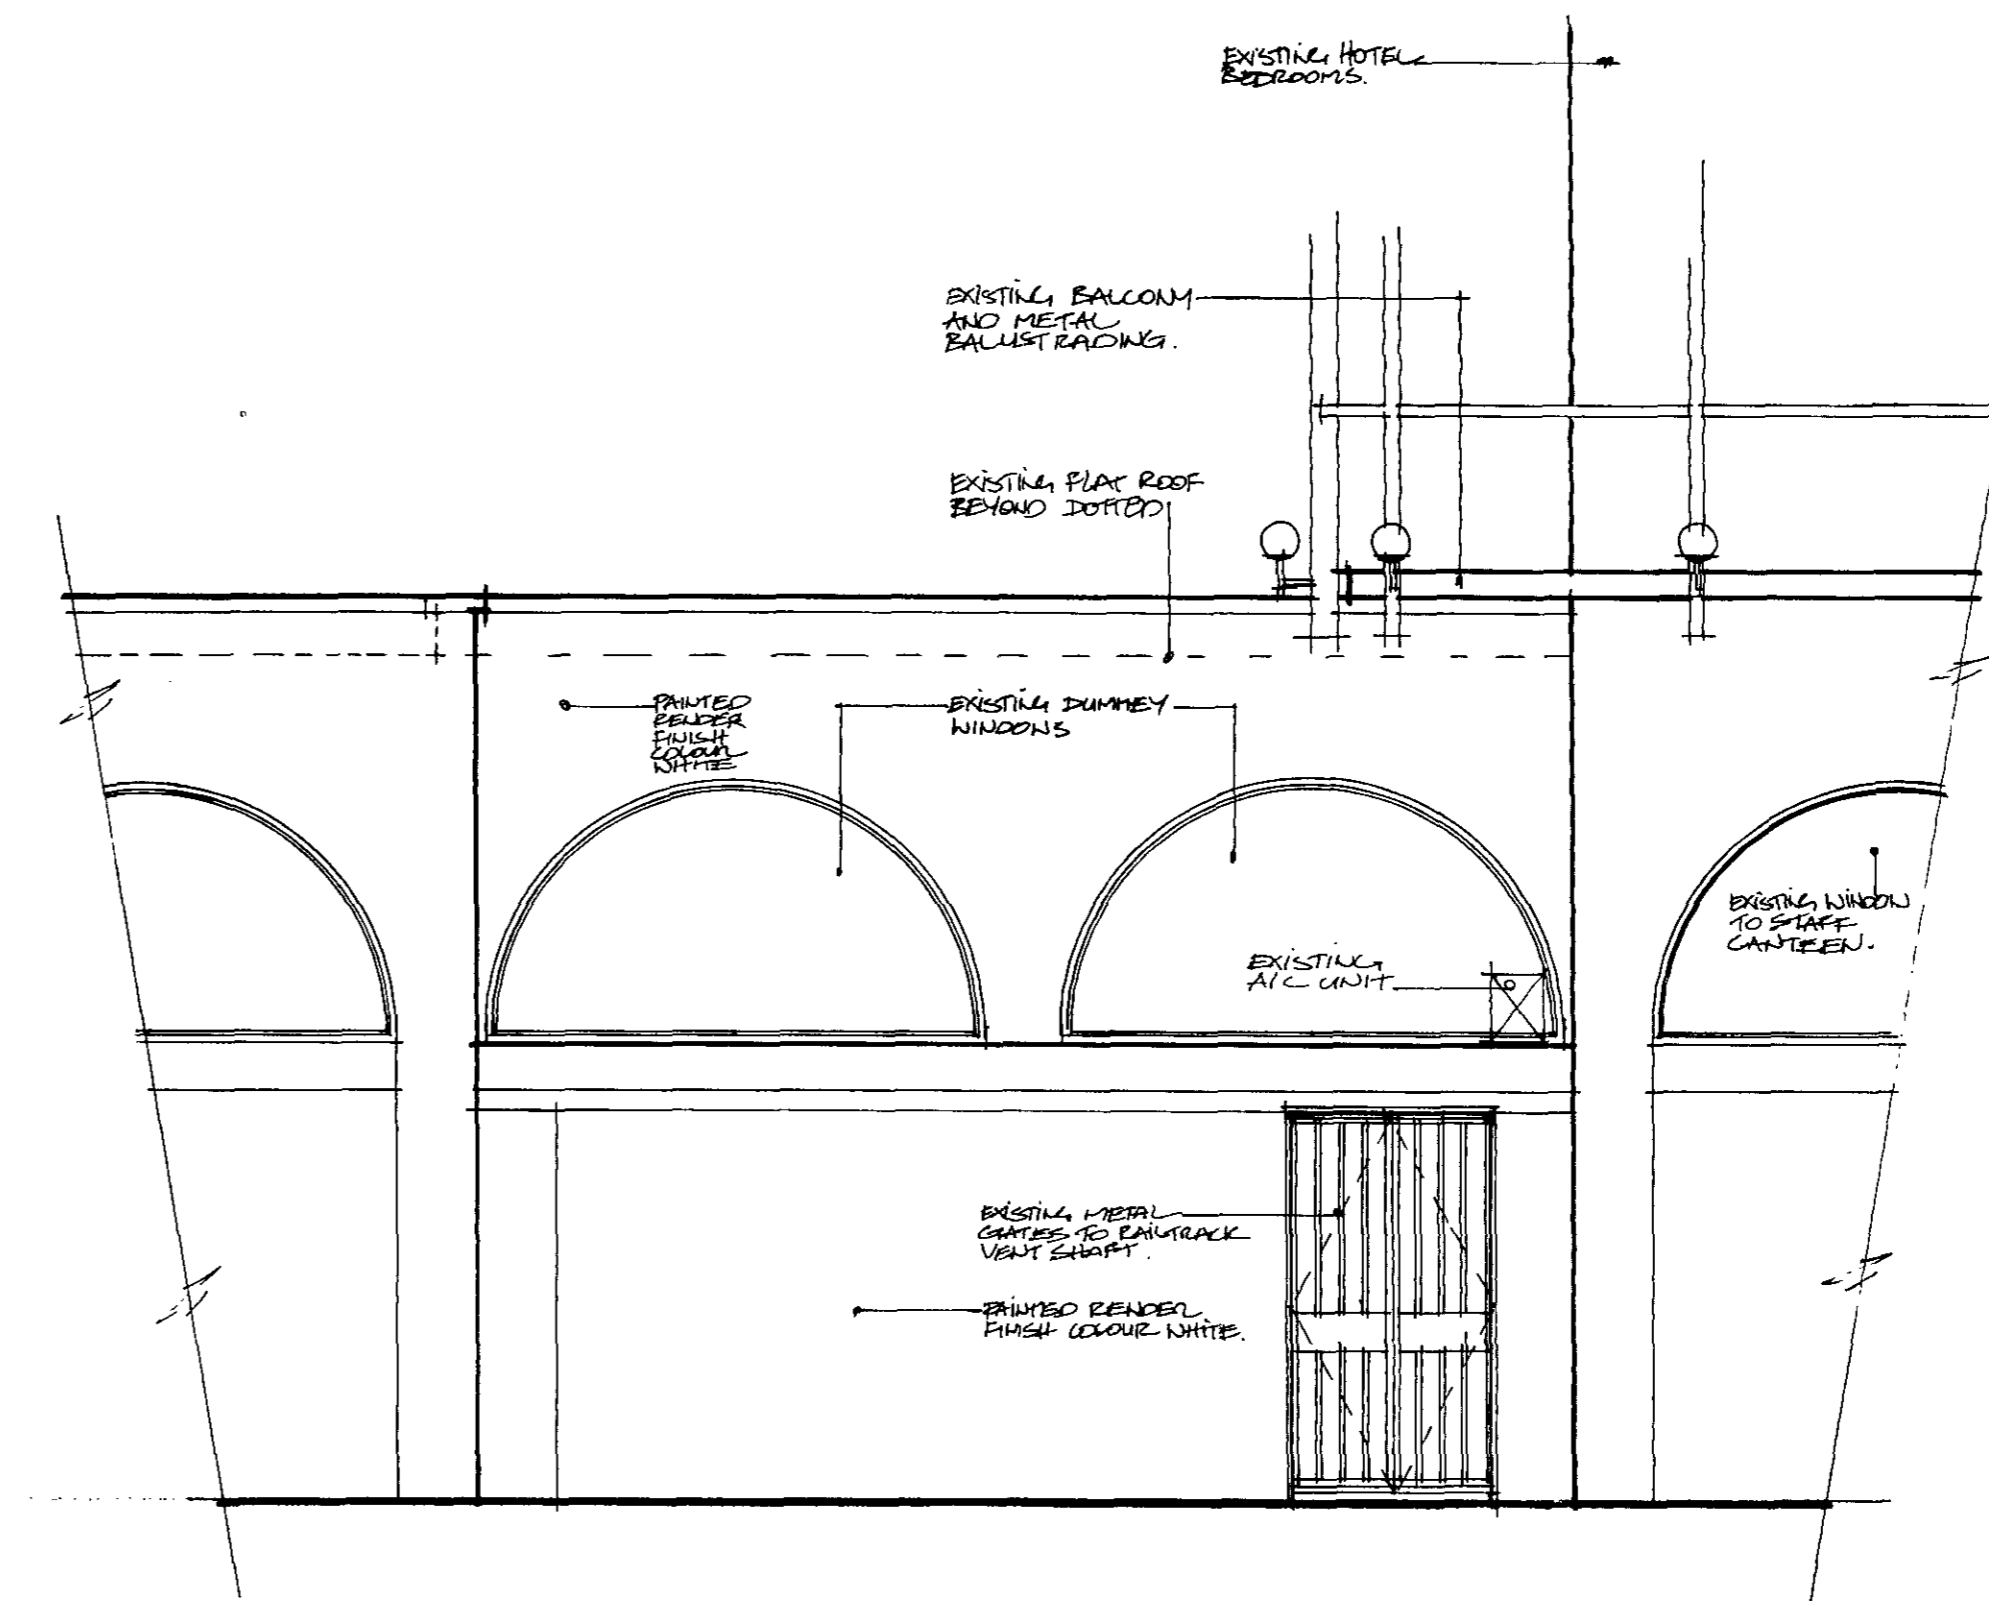 EXISTING HOTEL
BEDROOMS.
EXISTING BALCONY
AND METAL
BALUSTRADING.
EXISTING FLAT ROOF
BEYOND DOTTED
PAINTED
RENDER
FINISH
COLOUR
WHITE
EXISTING DUMMEY
WINDOWS
EXISTING WINDOW
TO STAFF
CANTEEN.
EXISTING
A/C UNIT
EXISTING METAL
GATES TO RAILTRACK
VENT SHAFT.
PAINTED RENDER
FINISH COLOUR WHITE.